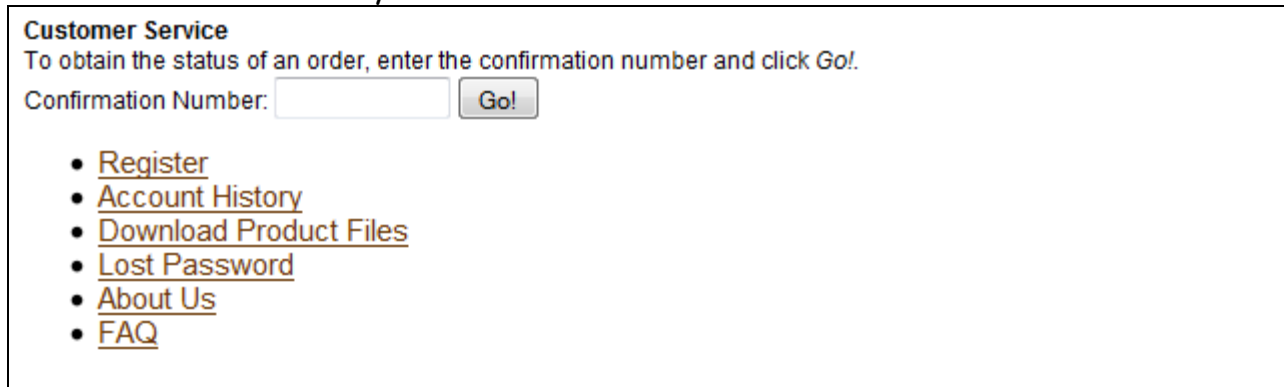 Customer Service
To obtain the status of an order, enter the confirmation number and click Go!.
Confirmation Number: Go!
Register
Account History
Download Product Files
Lost Password
About Us
FAQ